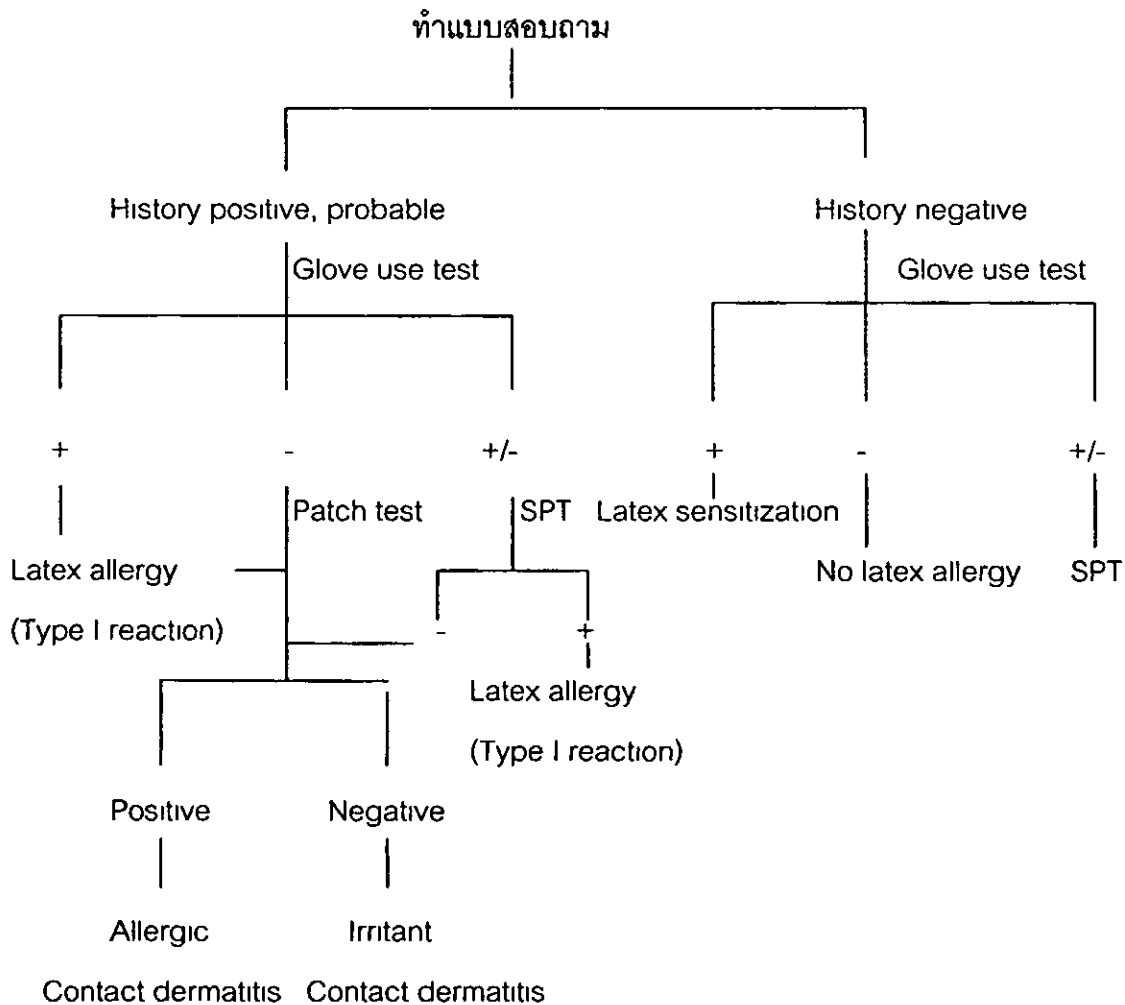 ทำแบบสอบถาม
History positive, probable
History negative
Glove use test
Glove use test
+
-
+/-
+
-
+/-
Patch test
SPT
Latex sensitization
Latex allergy
(Type I reaction)
No latex allergy
SPT
-
+
Latex allergy
(Type I reaction)
Positive
Negative
Allergic
Contact dermatitis
Irritant
Contact dermatitis